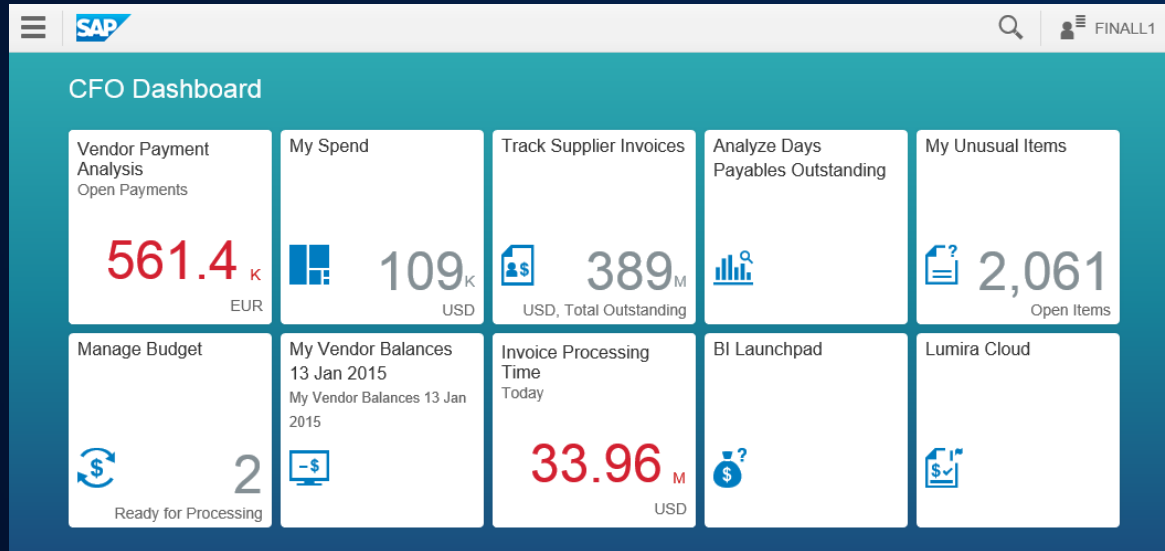 SAP
FINALL1
CFO Dashboard
Vendor Payment
Analysis
Open Payments
561.4 K
EUR
My Spend
109K
USD
Track Supplier Invoices
389M
USD, Total Outstanding
Analyze Days
Payables Outstanding
My Unusual Items
2,061
Open Items
Manage Budget
2
Ready for Processing
My Vendor Balances
13 Jan 2015
My Vendor Balances 13 Jan
2015
Invoice Processing
Time
Today
33.96 M
USD
BI Launchpad
Lumira Cloud